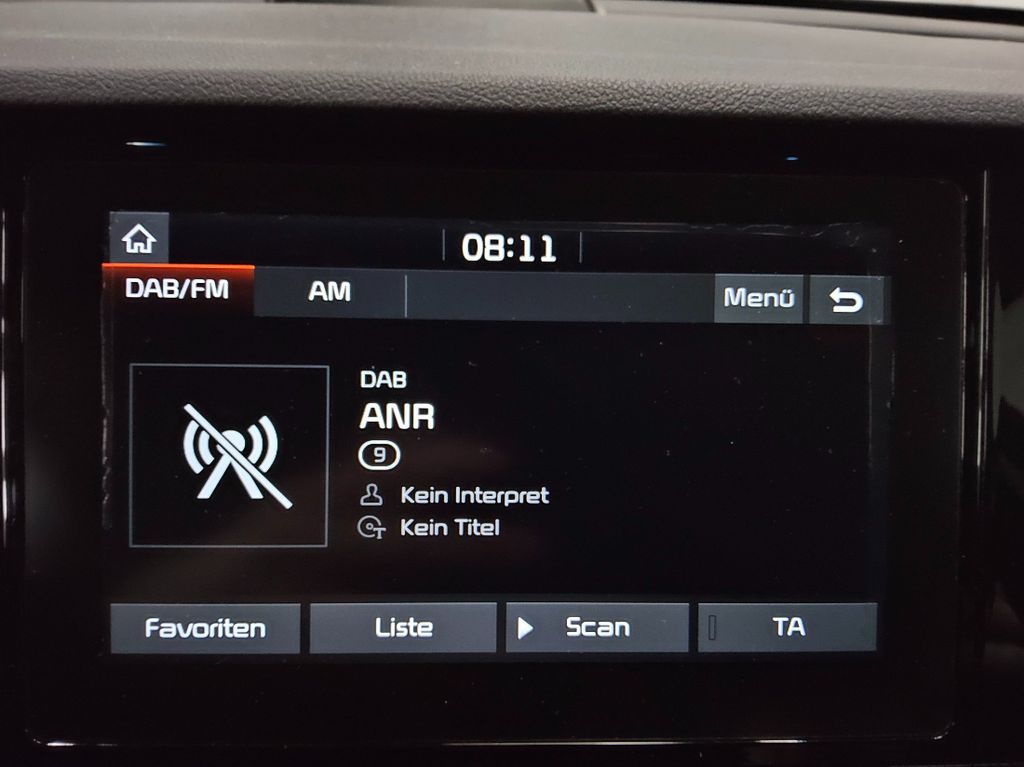 08:11
DAB/FM AM Menü
DAB
ANR
9
Kein Interpret
Kein Titel
Favoriten Liste Scan TA